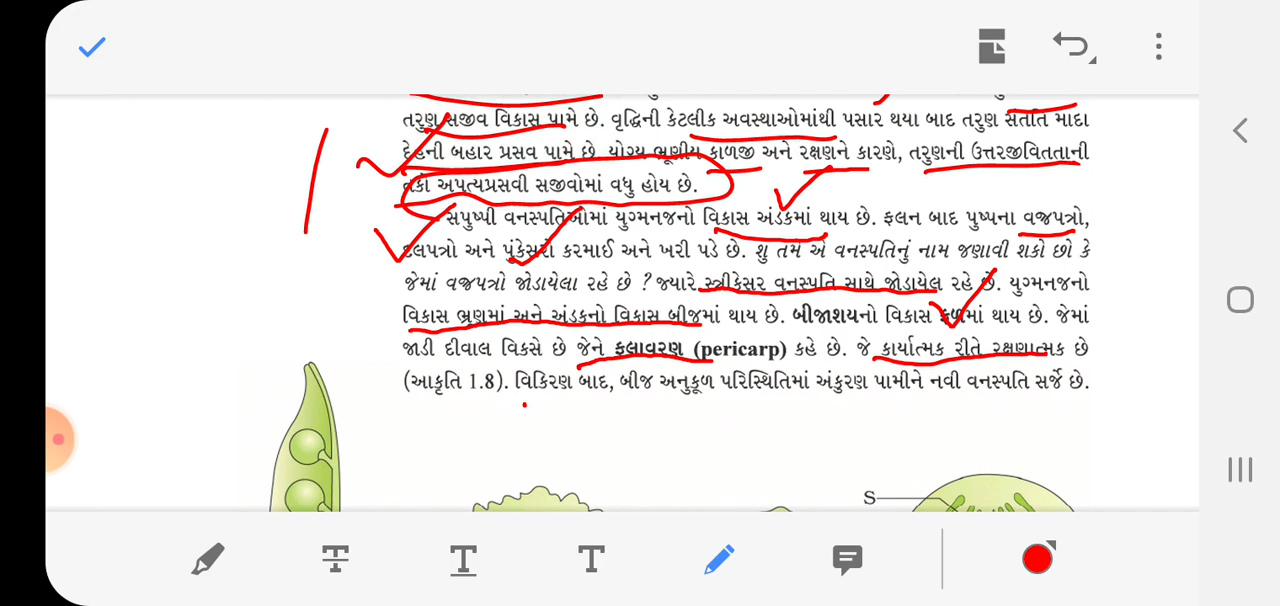 તરુણ સજીવ વિકાસ પામે છે. વૃદ્ધિની કેટલીક અવસ્થાઓમાંથી પસાર થયા બાદ તરુણ સંતતિ માદા
દેહની બહાર પ્રસવ પામે છે. યોગ્ય ભૂણીય કાળજી અને રક્ષણને કારણે, તરુણની ઉત્તરજીવિતતાની
તકો અપત્યપ્રસવી સજીવોમાં વધુ હોય છે.
સપુષ્પી વનસ્પતિઓમાં યુગ્મનજનો વિકાસ અંડકમાં થાય છે. ફલન બાદ પુષ્પના વજ્રપત્રો,
દલપત્રો અને પુંકેસરો કરમાઈ અને ખરી પડે છે. શું તમે એ વનસ્પતિનું નામ જણાવી શકો છો કે
જેમાં વજ્રપત્રો જોડાયેલા રહે છે ? જ્યારે સ્ત્રીકેસર વનસ્પતિ સાથે જોડાયેલ રહે છે. યુગ્મનજનો
વિકાસ ભ્રૂણમાં અને અંડકનો વિકાસ બીજમાં થાય છે. બીજાશયનો વિકાસ ફળમાં થાય છે. જેમાં
જાડી દીવાલ વિકસે છે જેને ફલાવરણ (pericarp) કહે છે. જે કાર્યાત્મક રીતે રક્ષણાત્મક છે
(આકૃતિ 1.8). વિકિરણ બાદ, બીજ અનુકૂળ પરિસ્થિતિમાં અંકુરણ પામીને નવી વનસ્પતિ સર્જે છે.
S